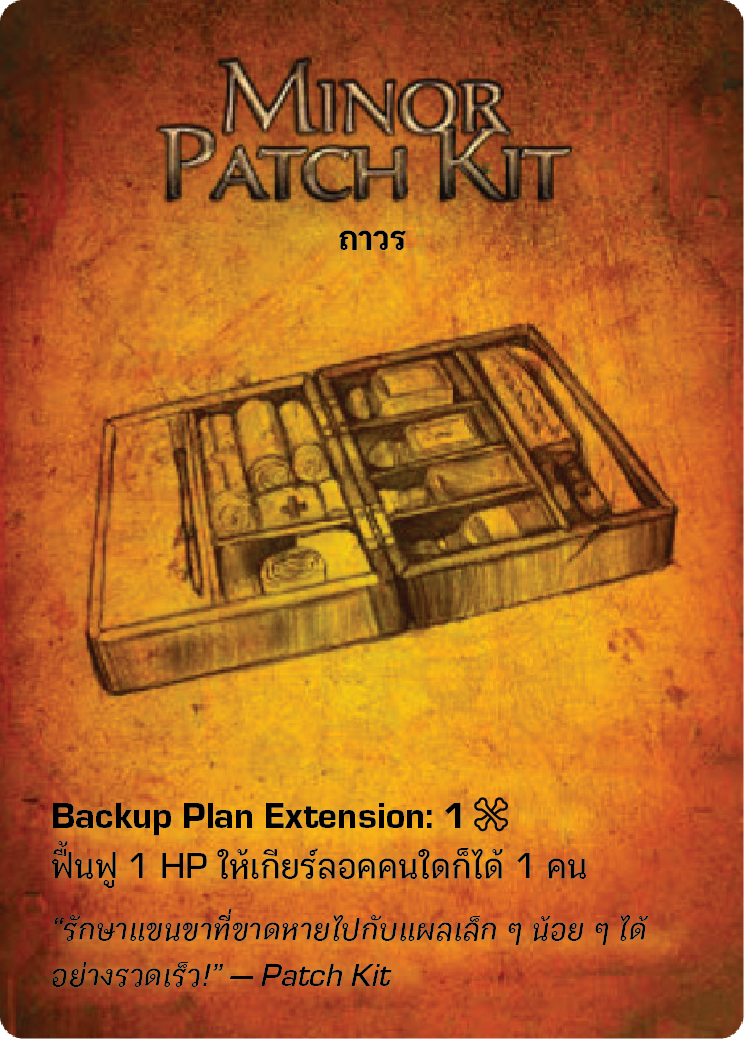 MINOR
PATCH KIT
ถาวร
Backup Plan Extension: 1
ฟื้นฟู 1 HP ให้เกียร์ลอคคนใดก็ได้ 1 คน
“รักษาแขนขาที่ขาดหายไปกับแผลเล็ก ๆ น้อย ๆ ได้
อย่างรวดเร็ว!” — Patch Kit